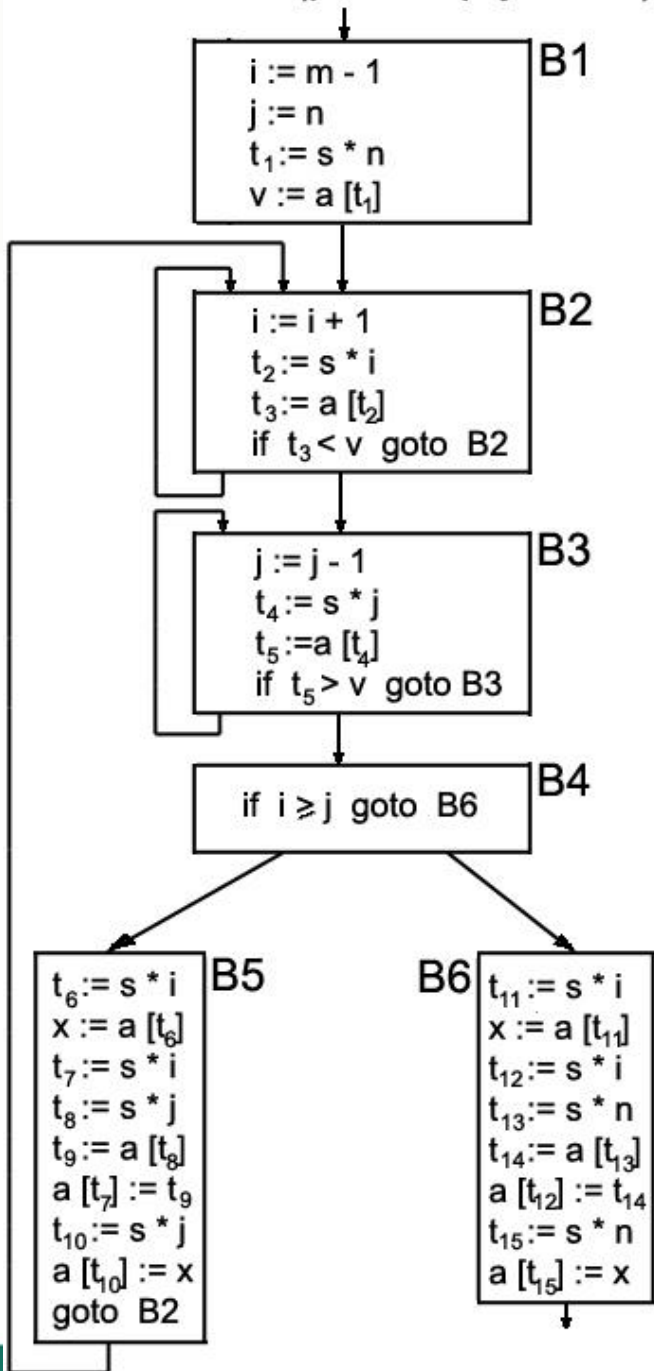 B1
i := m - 1
j := n
t₁ := s * n
v := a [t₁]
B2
i := i + 1
t₂ := s * i
t₃ := a [t₂]
if t₃ < v goto B2
B3
j := j - 1
t₄ := s * j
t₅ :=a [t₄]
if t₅ > v goto B3
B4
if i ⩾ j goto B6
B5
t₆ := s * i
x := a [t₆]
t₇ := s * i
t₈ := s * j
t₉ := a [t₈]
a [t₇] := t₉
t₁₀ := s * j
a [t₁₀] := x
goto B2
B6
t₁₁ := s * i
x := a [t₁₁]
t₁₂ := s * i
t₁₃ := s * n
t₁₄ := a [t₁₃]
a [t₁₂] := t₁₄
t₁₅ := s * n
a [t₁₅] := x